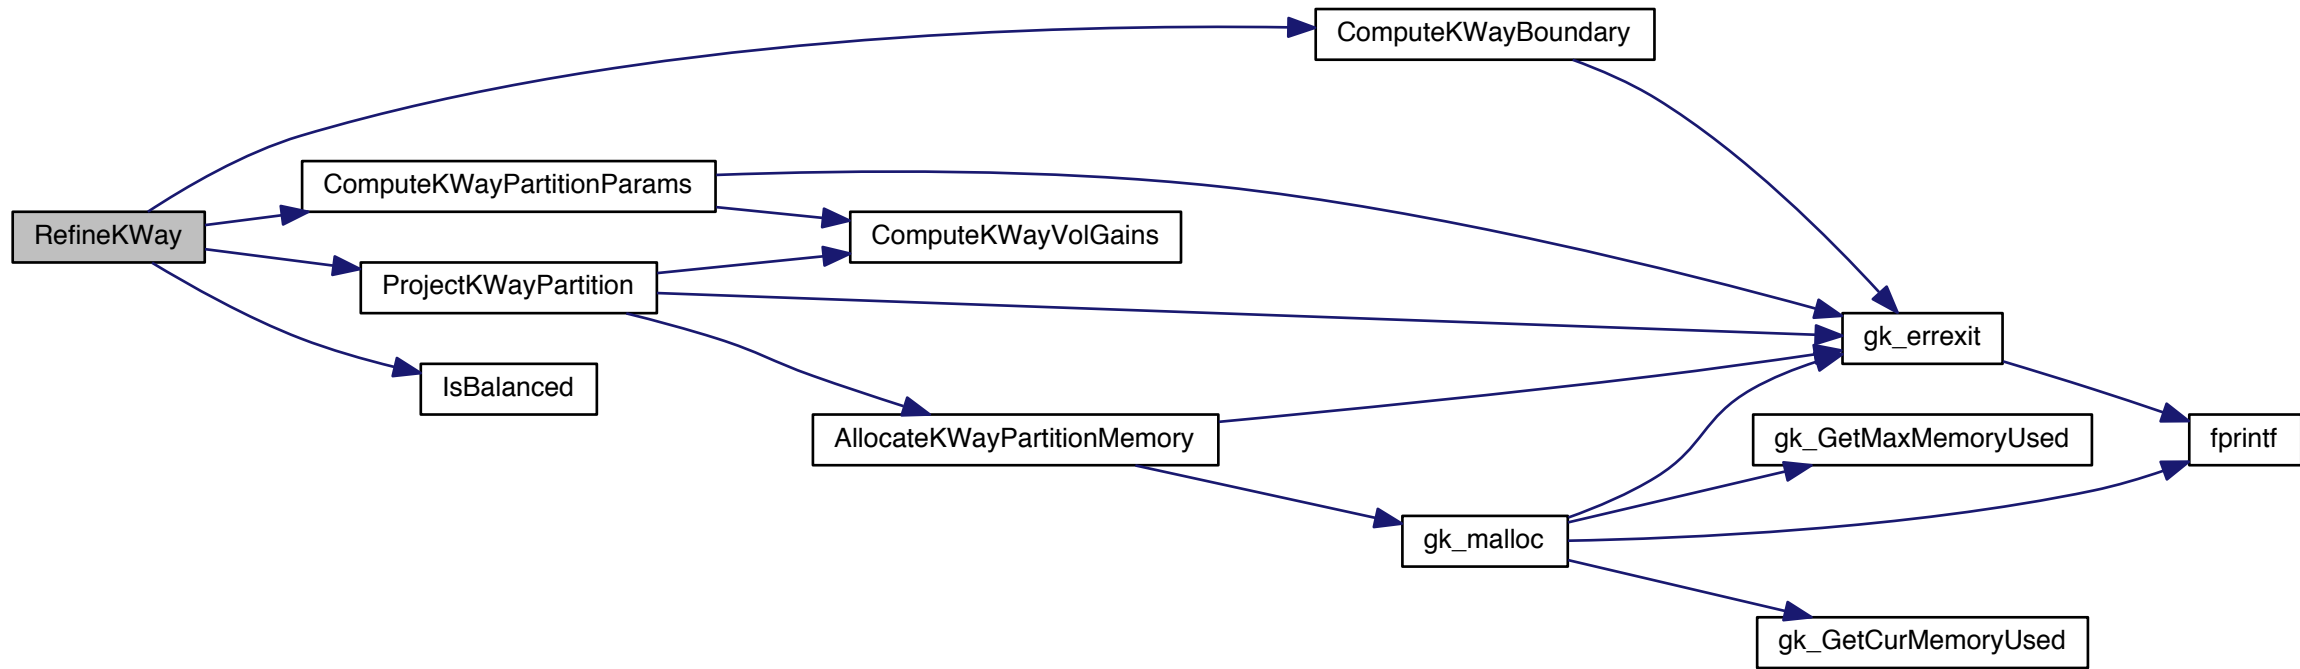 ComputeKWayBoundary
ComputeKWayPartitionParams
RefineKWay
ComputeKWayVolGains
ProjectKWayPartition
gk_errexit
IsBalanced
AllocateKWayPartitionMemory
gk_GetMaxMemoryUsed
fprintf
gk_malloc
gk_GetCurMemoryUsed